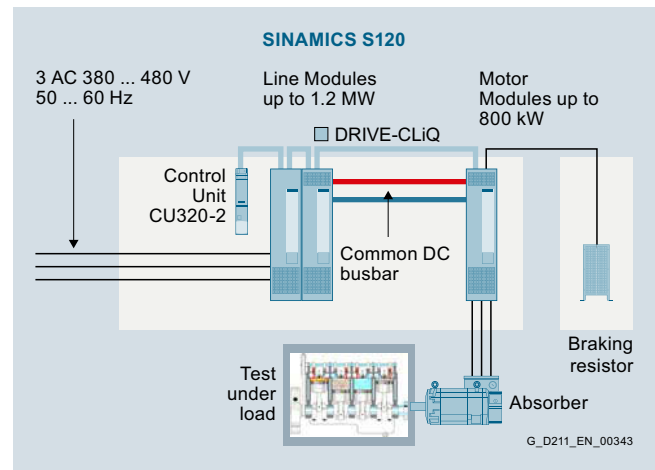 SINAMICS S120
3 AC 380 ... 480 V
50 ... 60 Hz
Line Modules
up to 1.2 MW
Motor
Modules up to
800 kW
DRIVE-CLiQ
Control
Unit
CU320-2
Common DC
busbar
Braking
resistor
Test
under
load
Absorber
G_D211_EN_00343